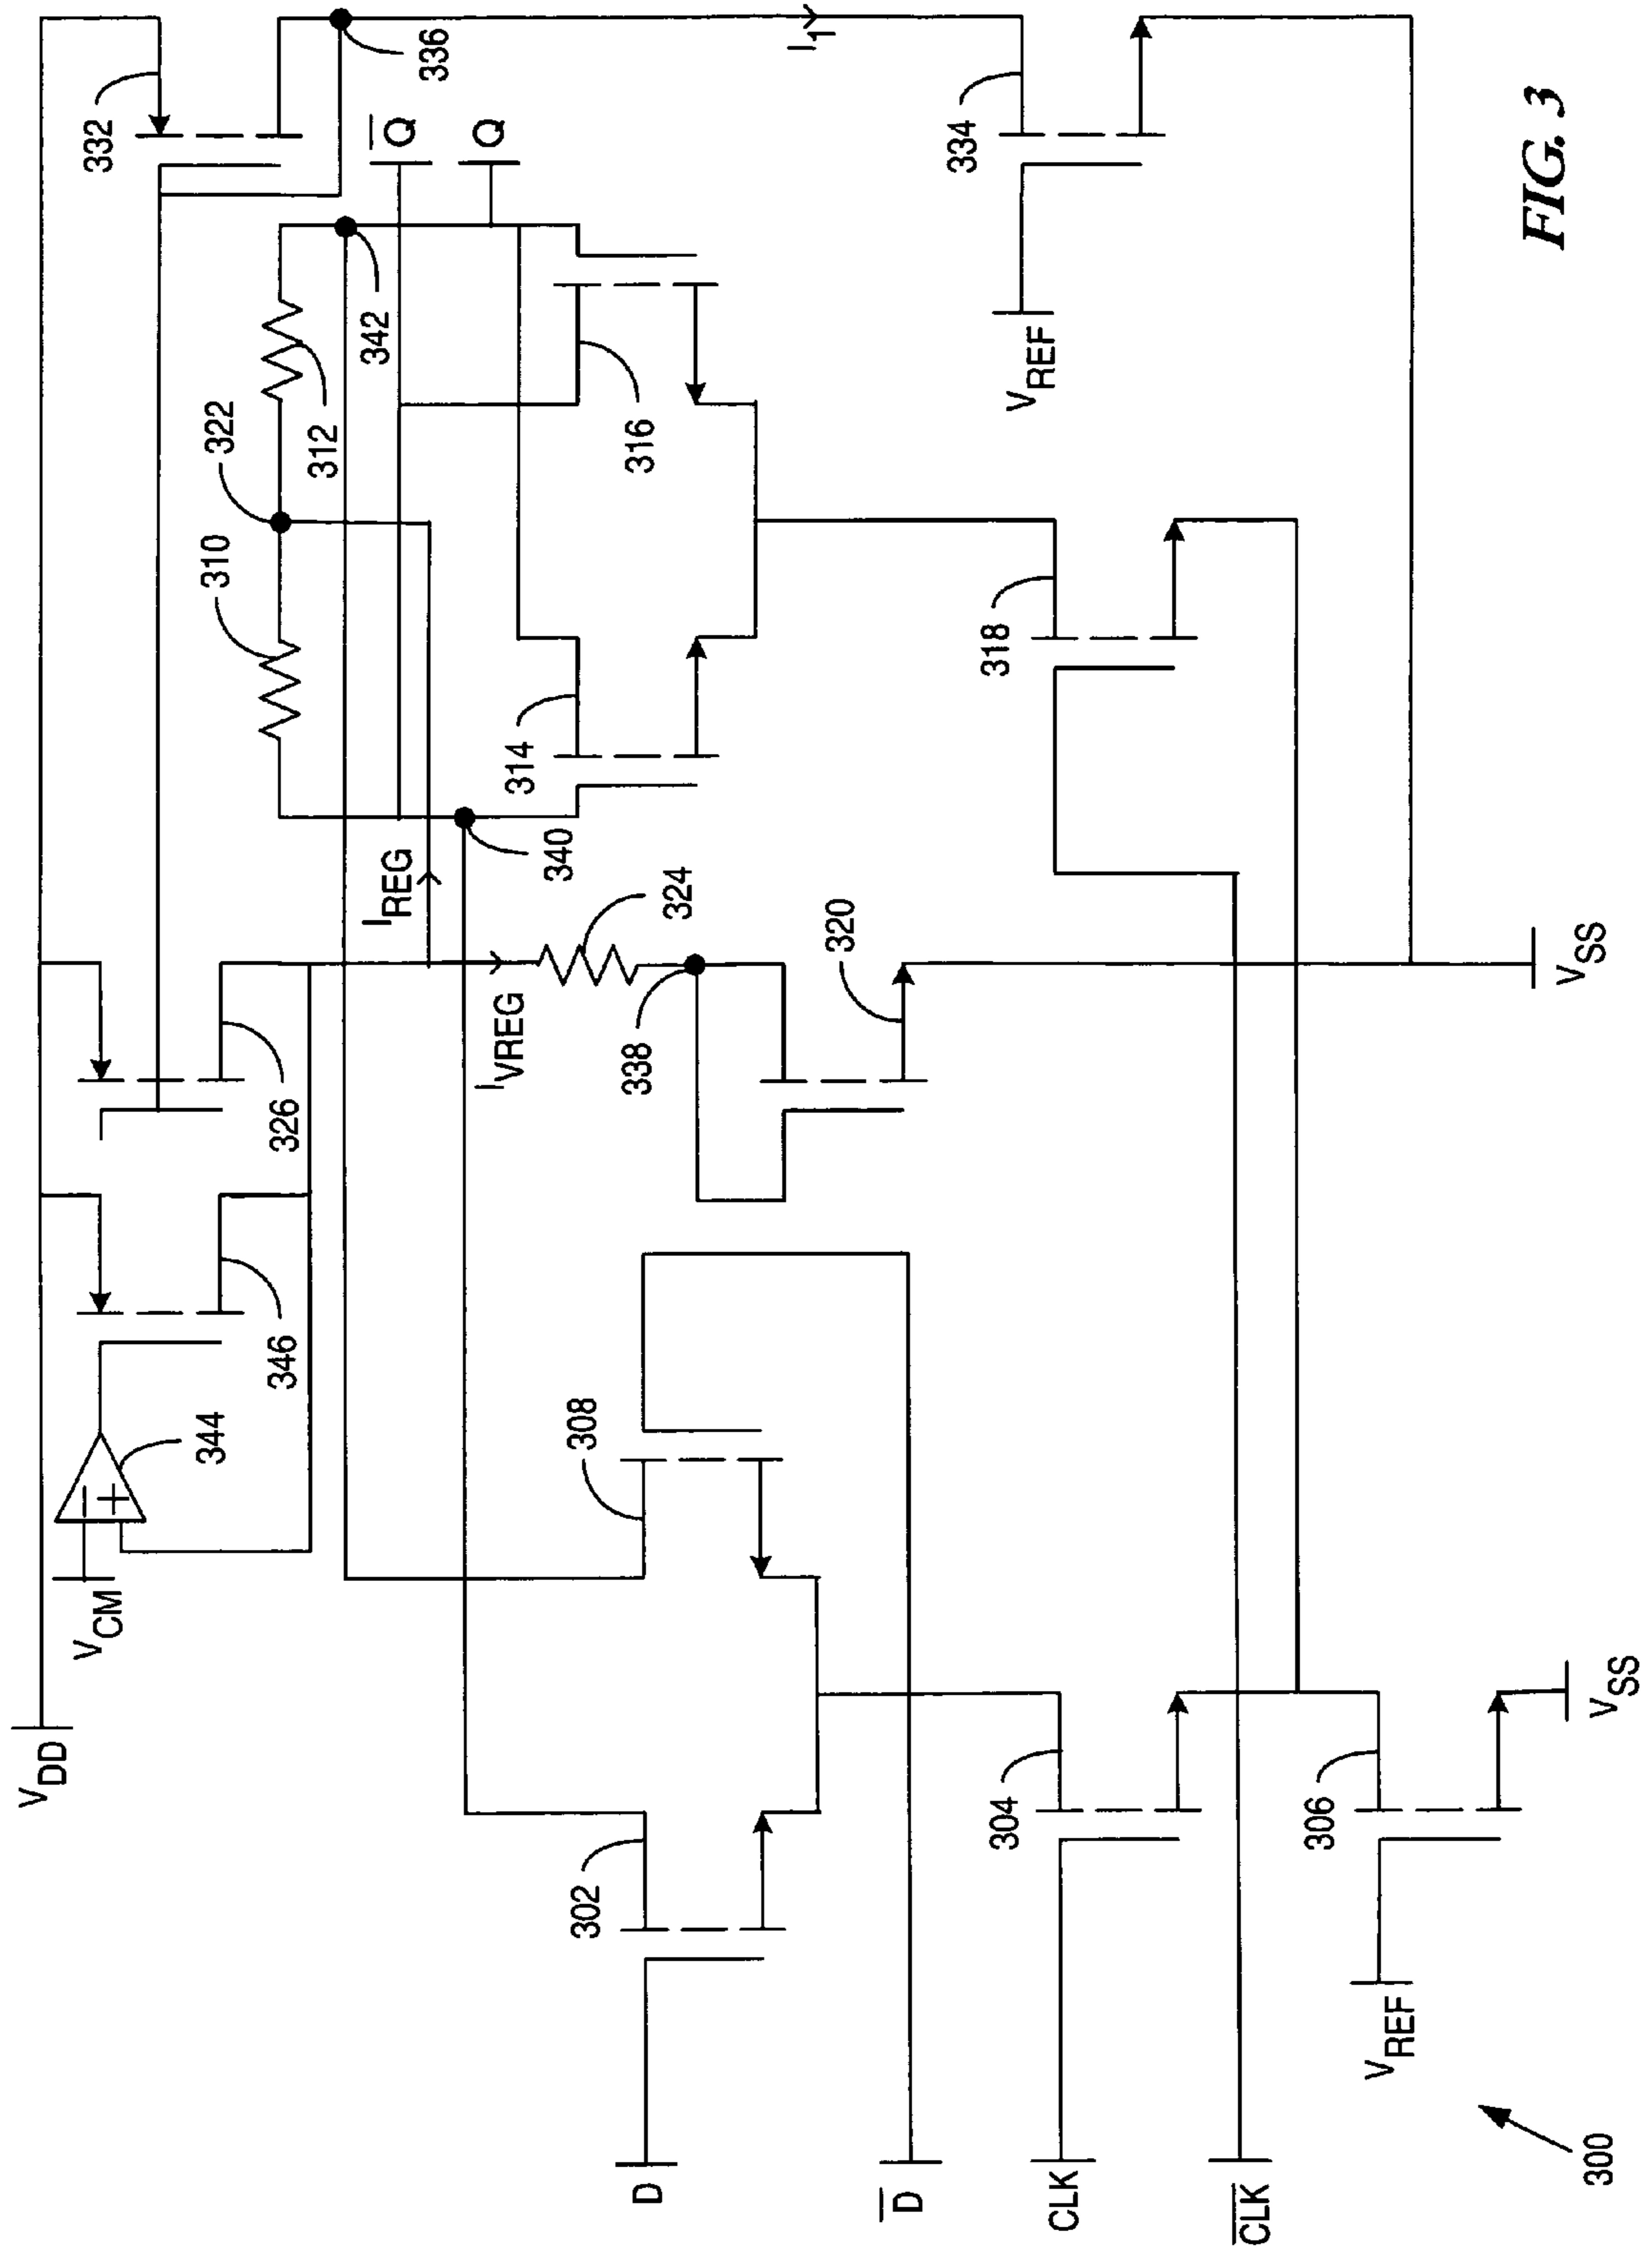 V_DD
V_CM
344
346
326
332
336
310
322
312
342
Q̅
Q
I_REG
340
I_VREG
324
338
320
314
316
I_1
302
308
D
D̅
304
CLK
C̅L̅K̅
318
334
V_REF
306
V_REF
V_SS
V_SS
300
FIG. 3